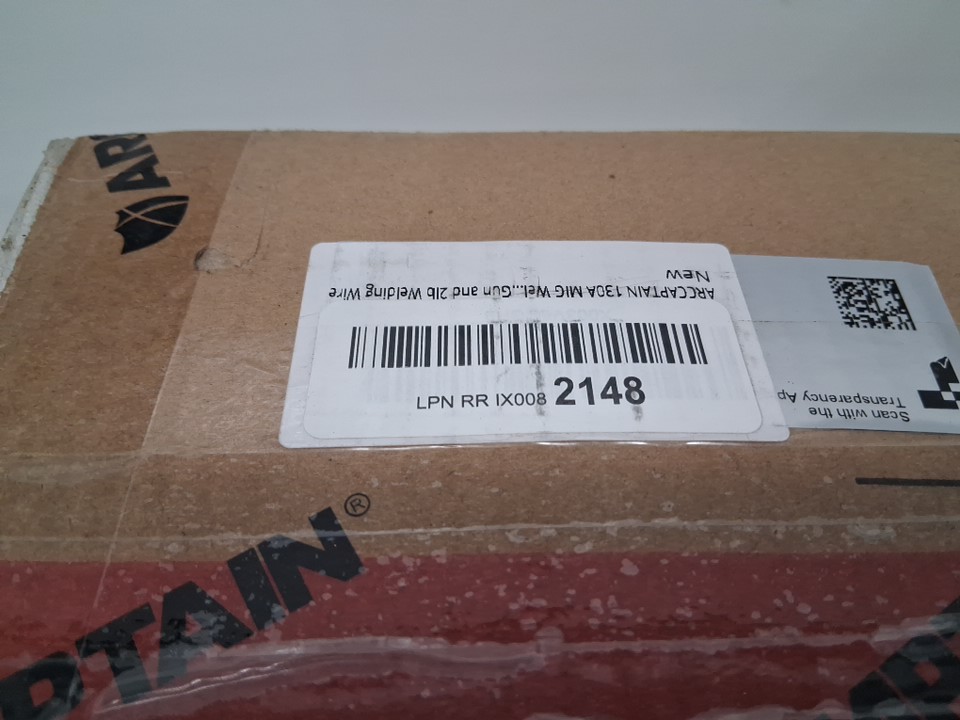 ARCCAPTAIN 130A MIG Wel...Gun and 2lb Welding Wire
New
LPN RR IX008 2148
Scan with the
Transparency Ap
PTAIN®